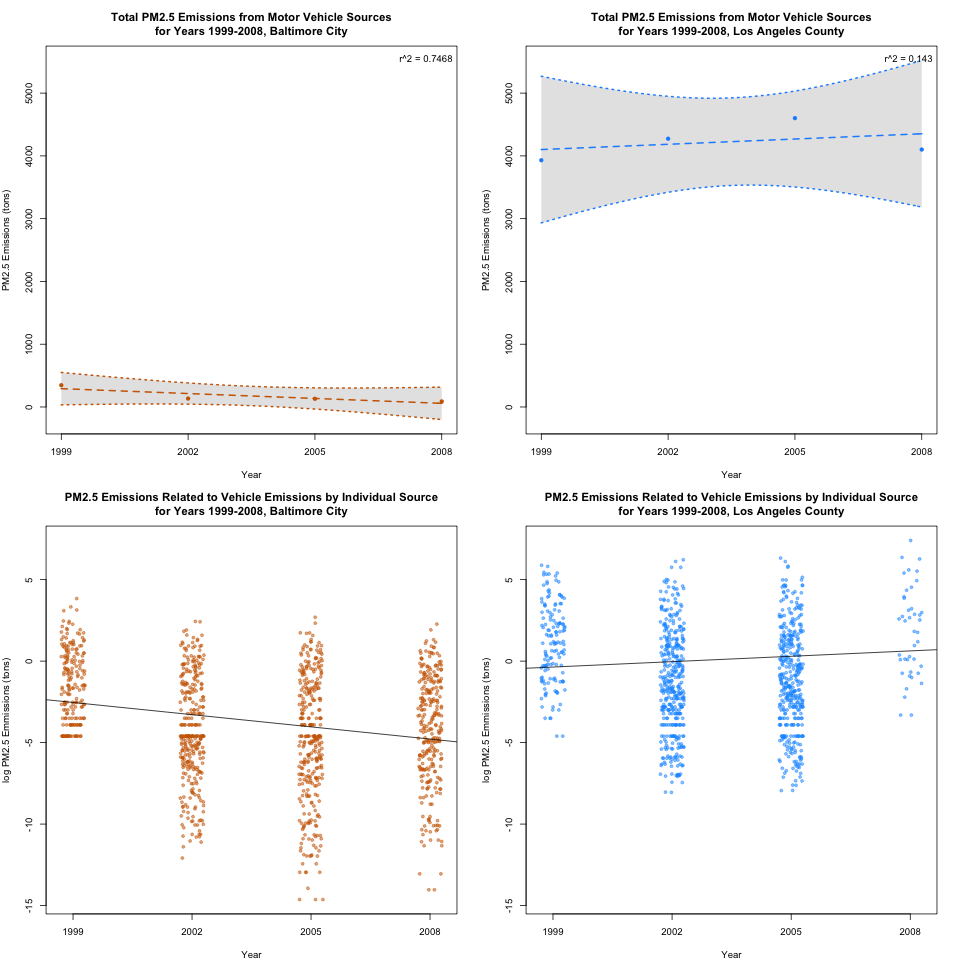 Total PM2.5 Emissions from Motor Vehicle Sources
for Years 1999-2008, Baltimore City
r^2 = 0.7468
PM2.5 Emissions (tons)
5000
4000
3000
2000
1000
0
1999 2002 2005 2008
Year
Total PM2.5 Emissions from Motor Vehicle Sources
for Years 1999-2008, Los Angeles County
r^2 = 0.143
PM2.5 Emissions (tons)
5000
4000
3000
2000
1000
0
1999 2002 2005 2008
Year
PM2.5 Emissions Related to Vehicle Emissions by Individual Source
for Years 1999-2008, Baltimore City
log PM2.5 Emmissions (tons)
5
0
-5
-10
-15
1999 2002 2005 2008
Year
PM2.5 Emissions Related to Vehicle Emissions by Individual Source
for Years 1999-2008, Los Angeles County
log PM2.5 Emmissions (tons)
5
0
-5
-10
-15
1999 2002 2005 2008
Year